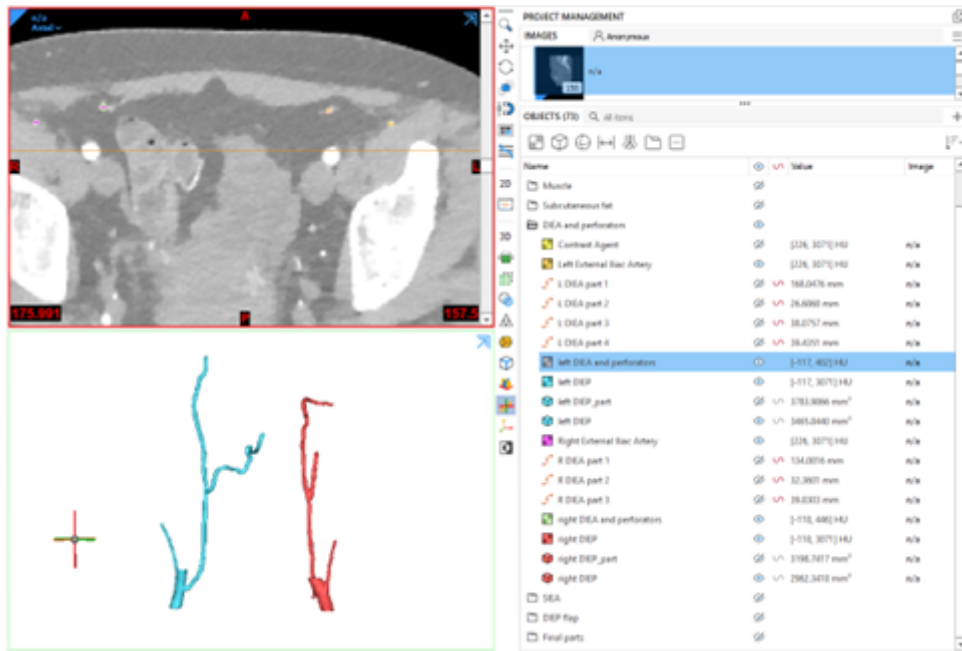 n/a
Axial
A
R
L
P
175.991
157.5
2D
3D
PROJECT MANAGEMENT
IMAGES
Anonymous
n/a
150
OBJECTS (73)
All items
Name
Value
Image
Muscle
Subcutaneous fat
DIEA and perforators
Contrast Agent [226, 3071] HU n/a
Left External Iliac Artery [226, 3071] HU n/a
L DIEA part 1 168.0476 mm n/a
L DIEA part 2 26.6060 mm n/a
L DIEA part 3 38.0757 mm n/a
L DIEA part 4 39.4351 mm n/a
left DIEA and perforators [-117, 402] HU n/a
left DIEP [-117, 3071] HU n/a
left DIEP_part 3783.9066 mm³ n/a
left DIEP 3465.0440 mm³ n/a
Right External Iliac Artery [226, 3071] HU n/a
R DIEA part 1 134.0016 mm n/a
R DIEA part 2 32.3601 mm n/a
R DIEA part 3 39.0303 mm n/a
right DIEA and perforators [-118, 446] HU n/a
right DIEP [-118, 3071] HU n/a
right DIEP_part 3198.7417 mm³ n/a
right DIEP 2962.3410 mm³ n/a
SIEA
DIEP flap
Final parts